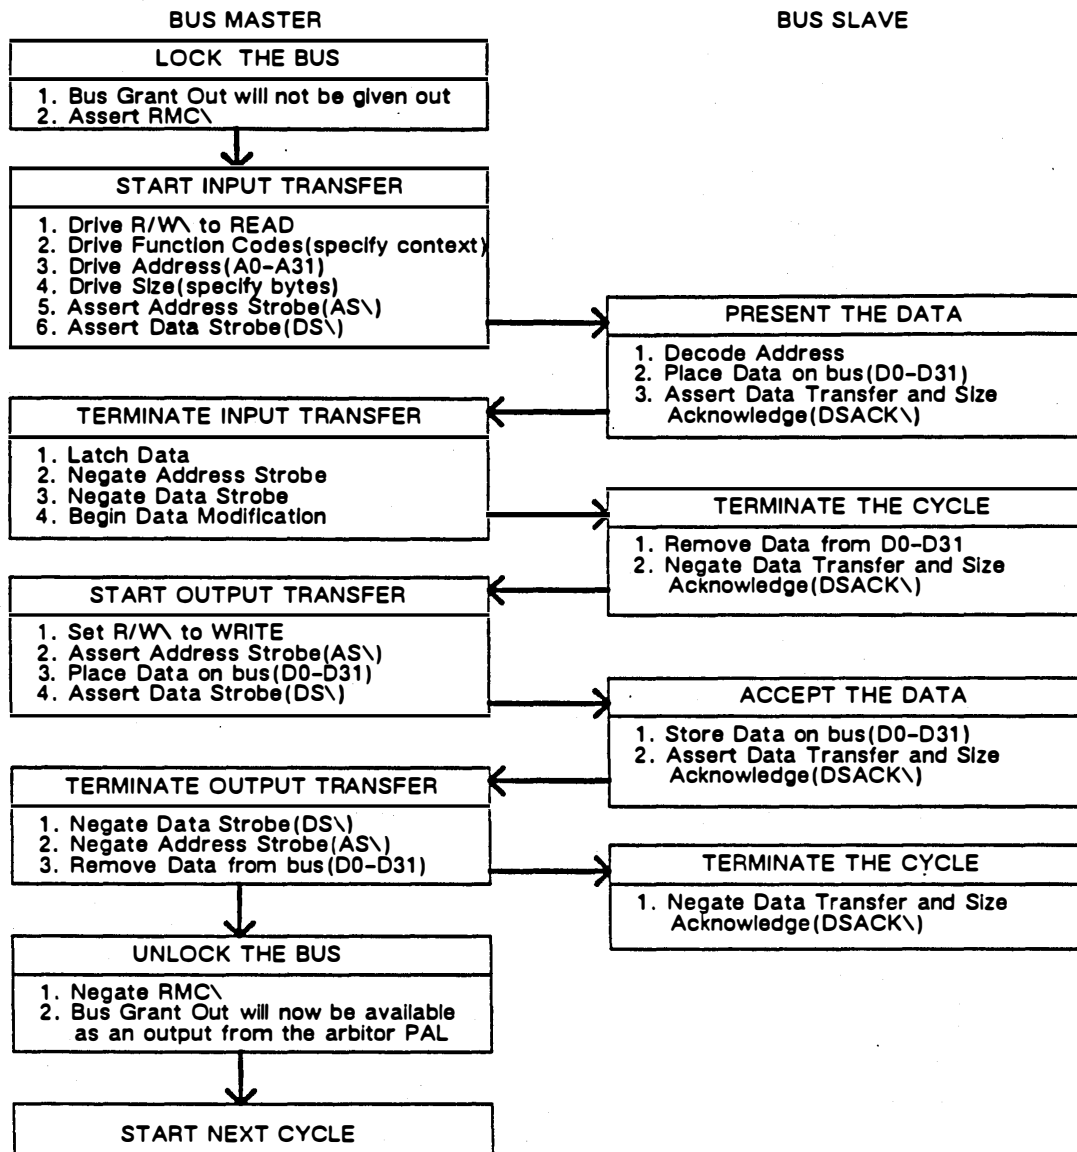 BUS MASTER
BUS SLAVE
LOCK THE BUS
1. Bus Grant Out will not be given out
2. Assert RMC\
START INPUT TRANSFER
1. Drive R/W\ to READ
2. Drive Function Codes(specify context)
3. Drive Address(A0-A31)
4. Drive Size(specify bytes)
5. Assert Address Strobe(AS\)
6. Assert Data Strobe(DS\)
PRESENT THE DATA
1. Decode Address
2. Place Data on bus(D0-D31)
3. Assert Data Transfer and Size
Acknowledge(DSACK\)
TERMINATE INPUT TRANSFER
1. Latch Data
2. Negate Address Strobe
3. Negate Data Strobe
4. Begin Data Modification
TERMINATE THE CYCLE
1. Remove Data from D0-D31
2. Negate Data Transfer and Size
Acknowledge(DSACK\)
START OUTPUT TRANSFER
1. Set R/W\ to WRITE
2. Assert Address Strobe(AS\)
3. Place Data on bus(D0-D31)
4. Assert Data Strobe(DS\)
ACCEPT THE DATA
1. Store Data on bus(D0-D31)
2. Assert Data Transfer and Size
Acknowledge(DSACK\)
TERMINATE OUTPUT TRANSFER
1. Negate Data Strobe(DS\)
2. Negate Address Strobe(AS\)
3. Remove Data from bus(D0-D31)
TERMINATE THE CYCLE
1. Negate Data Transfer and Size
Acknowledge(DSACK\)
UNLOCK THE BUS
1. Negate RMC\
2. Bus Grant Out will now be available
as an output from the arbitor PAL
START NEXT CYCLE